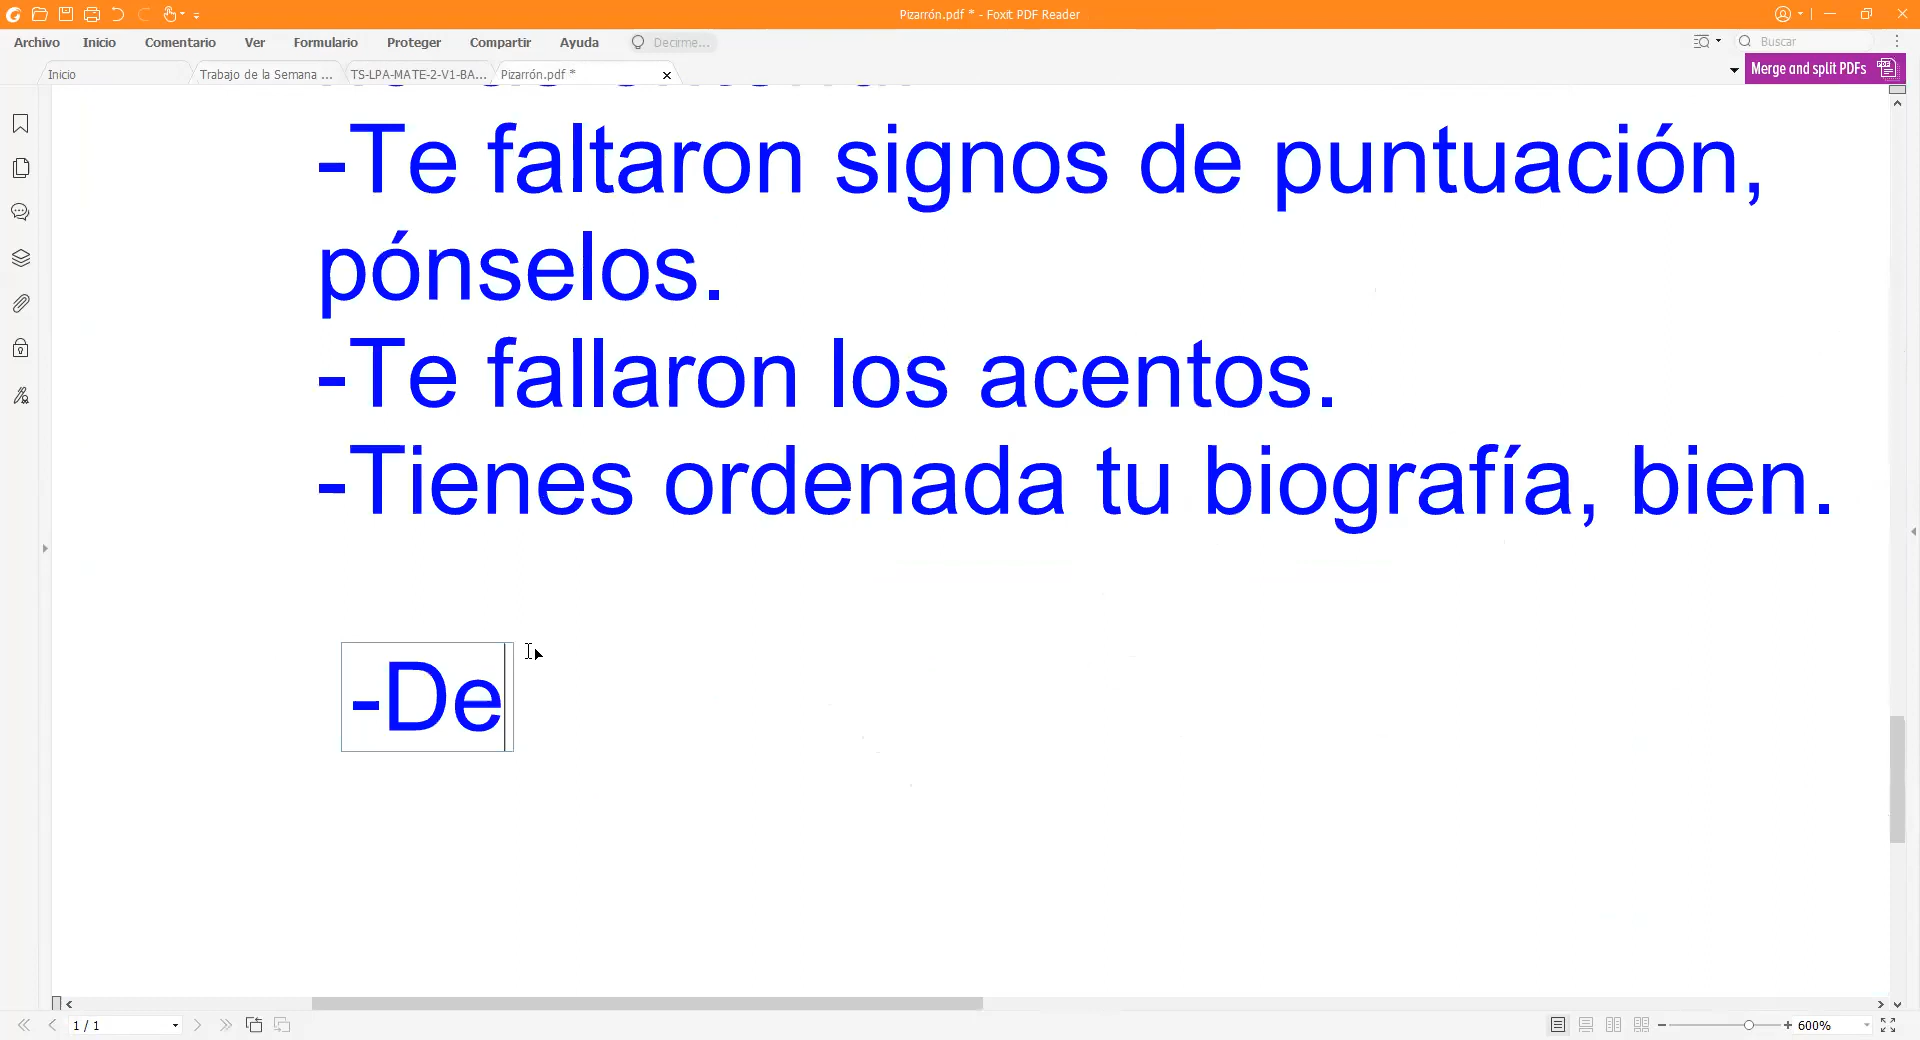 Pizarrón.pdf * - Foxit PDF Reader
Archivo Inicio Comentario Ver Formulario Proteger Compartir Ayuda Decirme... Buscar
Inicio Trabajo de la Semana ... TS-LPA-MATE-2-V1-BA... Pizarrón.pdf * Merge and split PDFs
-Te faltaron signos de puntuación,
pónselos.
-Te fallaron los acentos.
-Tienes ordenada tu biografía, bien.
-De
1 / 1 600%